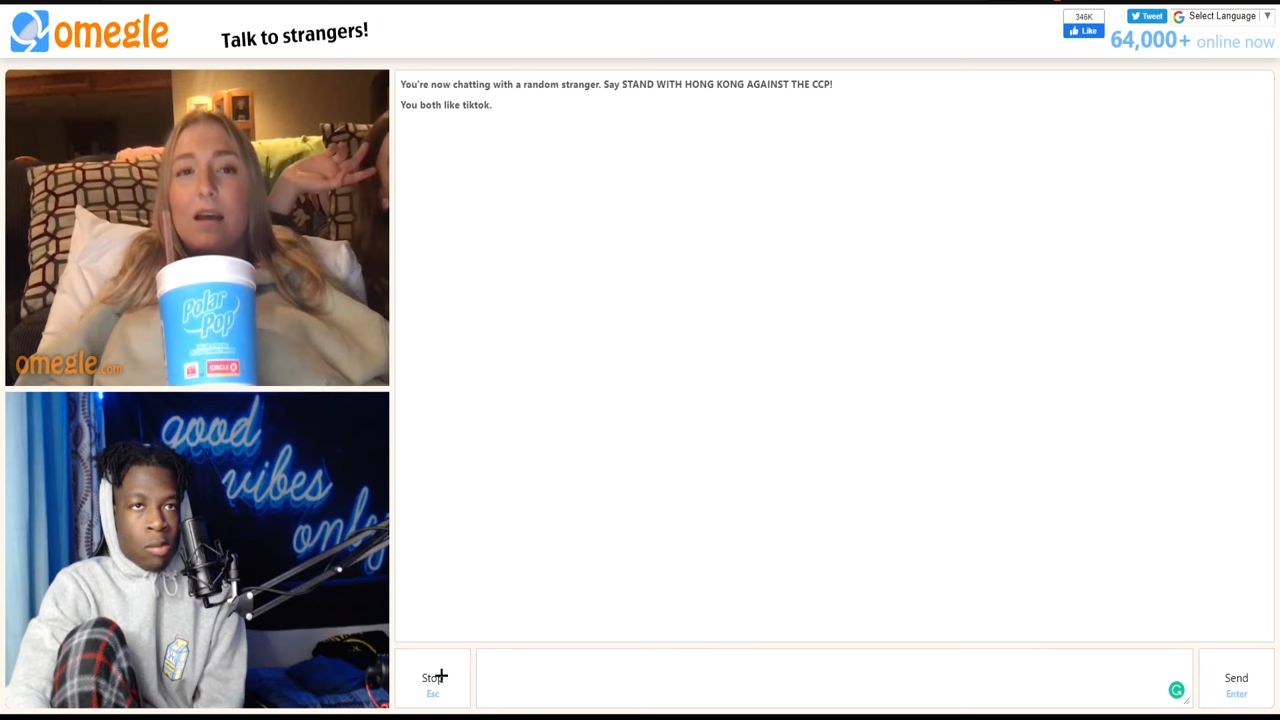 omegle
Talk to strangers!
346K
Like
Tweet
Select Language
64,000+ online now
You're now chatting with a random stranger. Say STAND WITH HONG KONG AGAINST THE CCP!
You both like tiktok.
Polar
Pop
CIRCLE K
omegle.com
good
vibes
only
Stop
Esc
Send
Enter